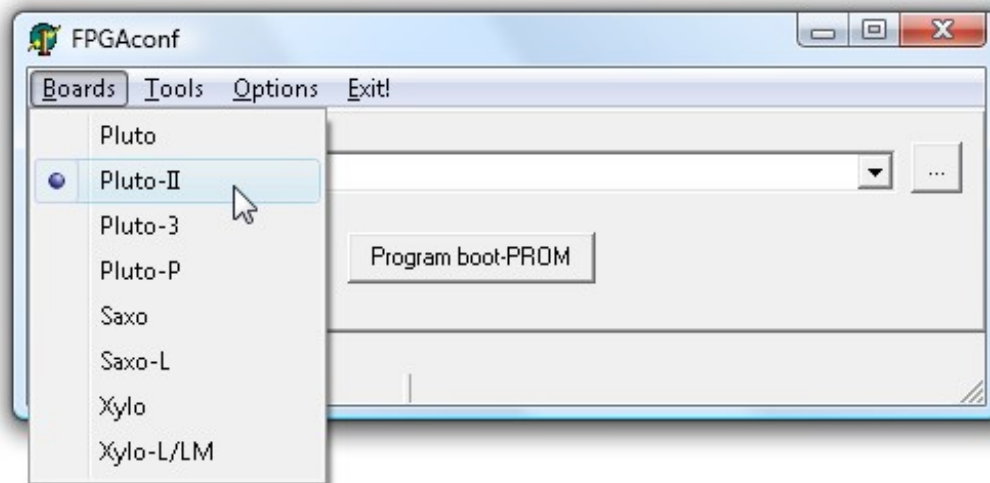 FPGAconf
Boards Tools Options Exit!
Pluto
Pluto-II
...
Pluto-3
Pluto-P
Program boot-PROM
Saxo
Saxo-L
Xylo
Xylo-L/LM